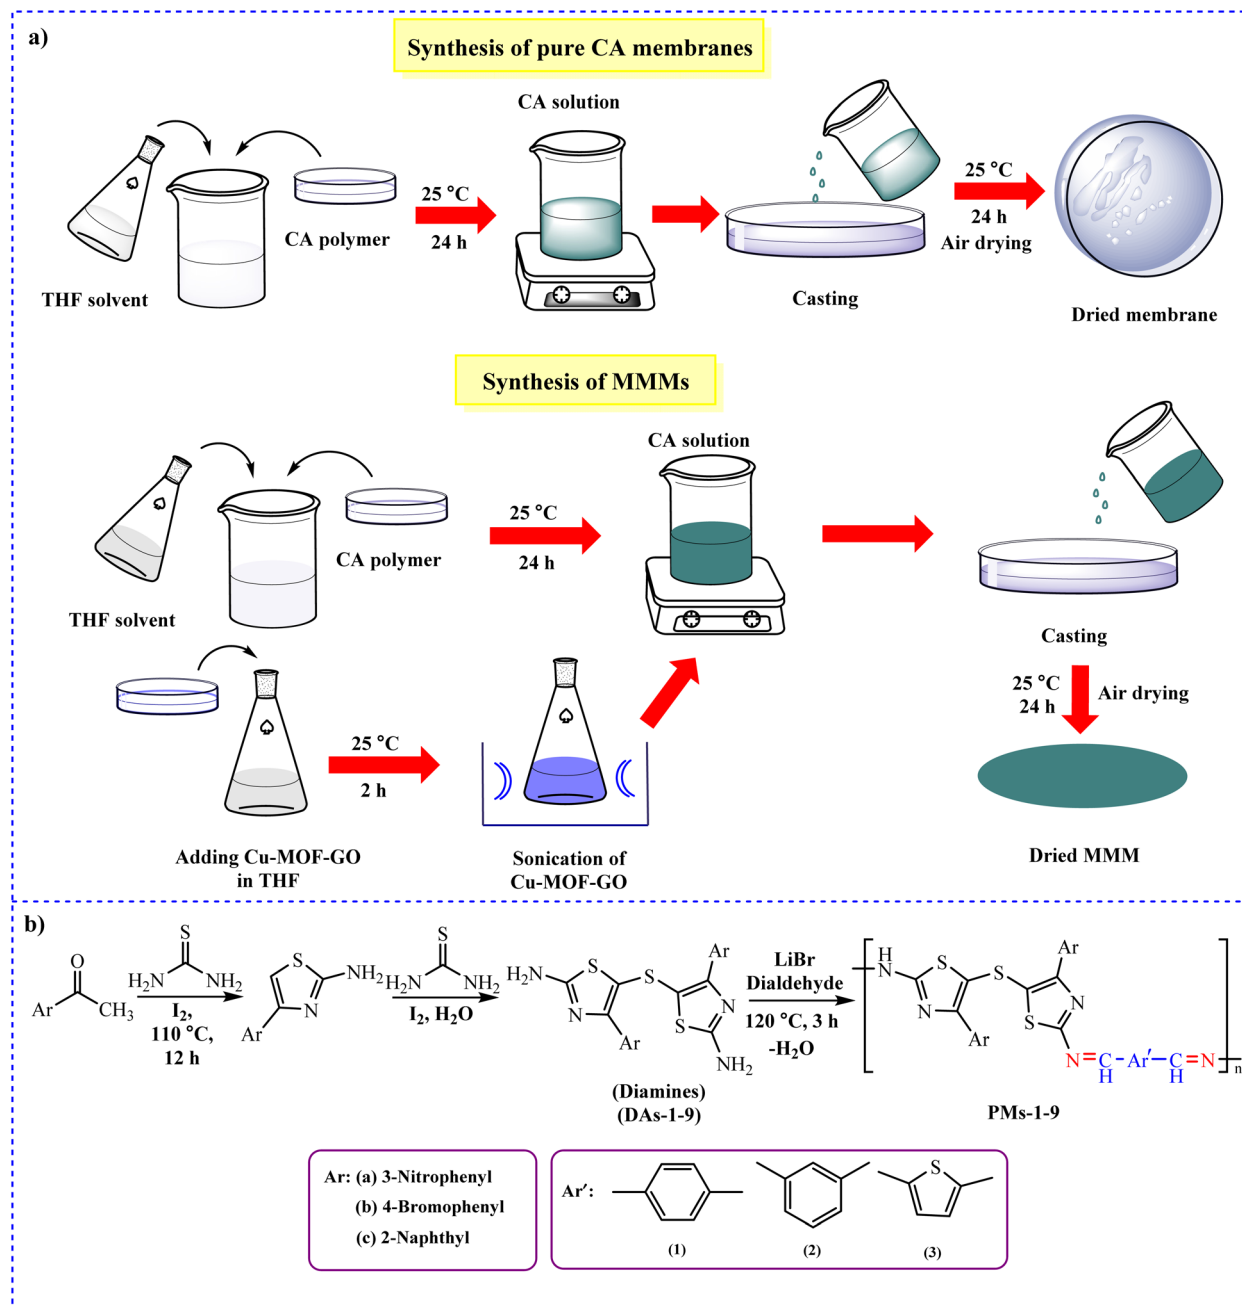 a)
Synthesis of pure CA membranes
THF solvent
CA polymer
25 °C
24 h
CA solution
Casting
25 °C
24 h
Air drying
Dried membrane
Synthesis of MMMs
THF solvent
CA polymer
25 °C
24 h
CA solution
Casting
25 °C
24 h
Air drying
Dried MMM
25 °C
2 h
Adding Cu-MOF-GO
in THF
Sonication of
Cu-MOF-GO
b)
O
Ar
CH₃
S
H₂N
NH₂
I₂,
110 °C,
12 h
S
NH₂
N
Ar
S
H₂N
NH₂
I₂, H₂O
H₂N
S
N
Ar
S
Ar
N
S
NH₂
(Diamines)
(DAs-1-9)
LiBr
Dialdehyde
120 °C, 3 h
-H₂O
H
N
S
N
Ar
S
Ar
N
S
N=C
H
Ar′
C=N
H
n
PMs-1-9
Ar: (a) 3-Nitrophenyl
(b) 4-Bromophenyl
(c) 2-Naphthyl
Ar′:
S
(1)
(2)
(3)